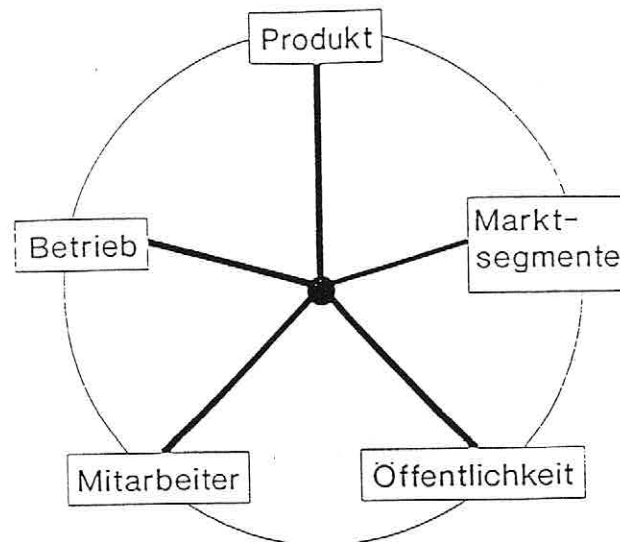 Produkt
Betrieb
Markt-
segmente
Mitarbeiter
Öffentlichkeit